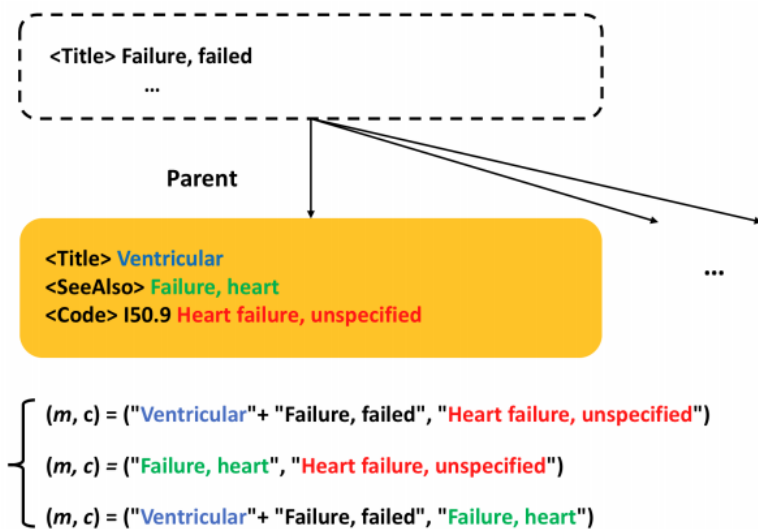 <Title> Failure, failed
...
Parent
<Title> Ventricular
<SeeAlso> Failure, heart
<Code> I50.9 Heart failure, unspecified
...
(m, c) = ("Ventricular"+ "Failure, failed", "Heart failure, unspecified")
(m, c) = ("Failure, heart", "Heart failure, unspecified")
(m, c) = ("Ventricular"+ "Failure, failed", "Failure, heart")